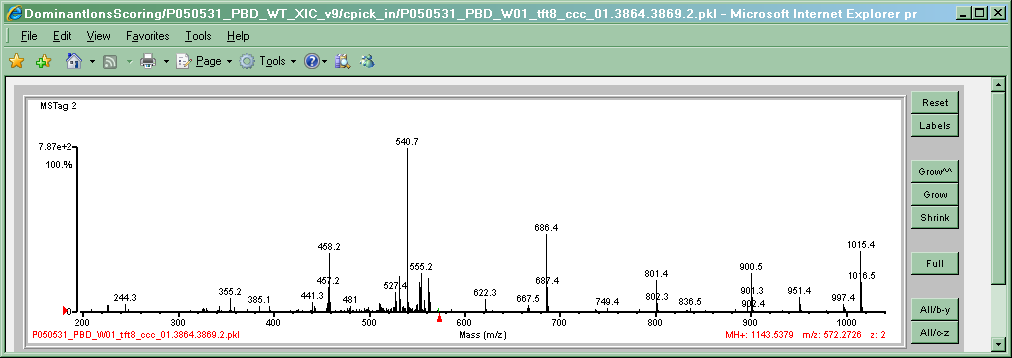 DominantIonsScoring/P050531_PBD_WT_XIC_v9/cpick_in/P050531_PBD_W01_tft8_ccc_01.3864.3869.2.pkl - Microsoft Internet Explorer pr
File Edit View Favorites Tools Help
Page Tools
MSTag 2
Reset
Labels
7.87e+2
100.%
540.7
Grow^^
Grow
Shrink
686.4
458.2
1015.4
Full
555.2
801.4
900.5
457.2
527.4
687.4
1016.5
355.2
622.3
901.3
951.4
244.3
385.1
441.3
481
667.5
749.4
802.3
836.5
902.4
997.4
All/b-y
200 300 400 500 600 700 800 900 1000
P050531_PBD_W01_tft8_ccc_01.3864.3869.2.pkl Mass (m/z) MH+: 1143.5379 m/z: 572.2726 z: 2
All/c-z